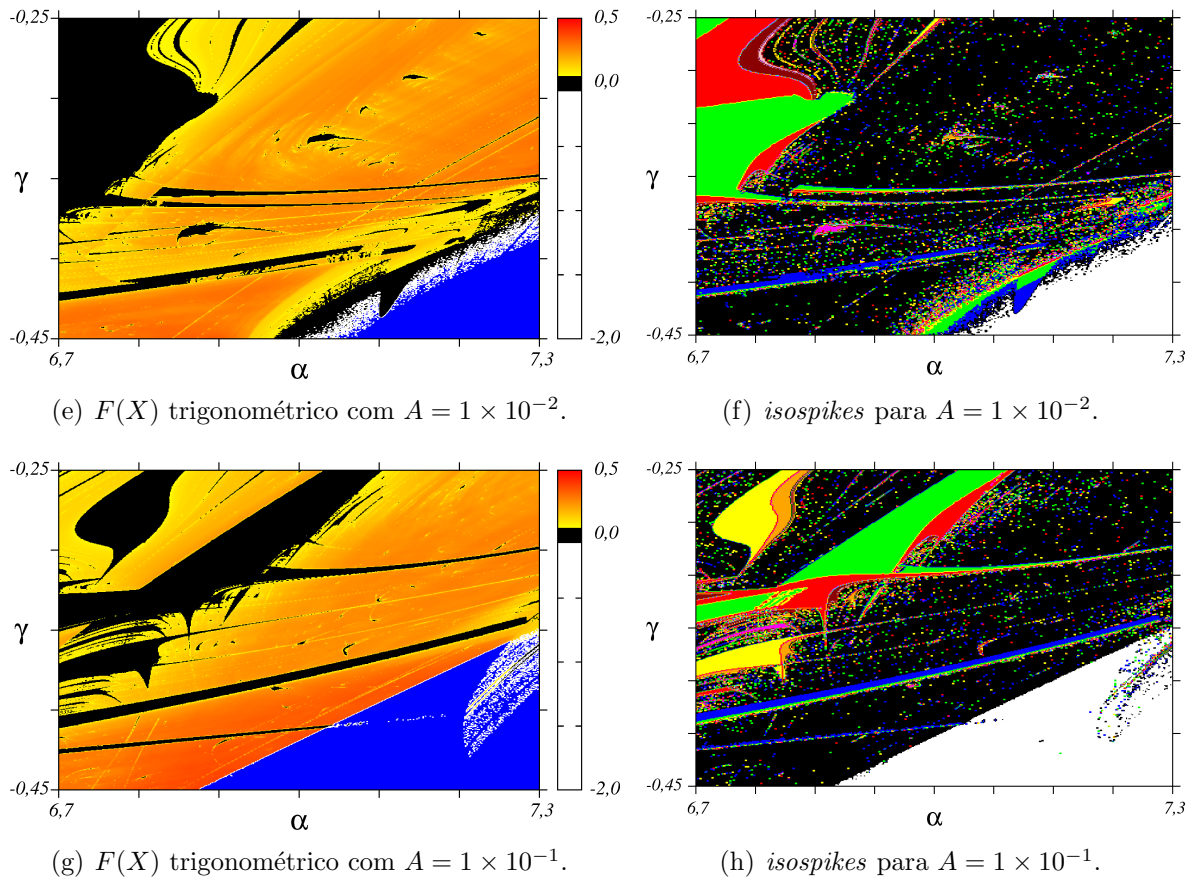 -0,25
γ
-0,45
6,7
α
7,3
0,5
0,0
-2,0
-0,25
γ
-0,45
6,7
α
7,3
(e) F(X) trigonométrico com A = 1 × 10⁻².
(f) isospikes para A = 1 × 10⁻².
-0,25
γ
-0,45
6,7
α
7,3
0,5
0,0
-2,0
-0,25
γ
-0,45
6,7
α
7,3
(g) F(X) trigonométrico com A = 1 × 10⁻¹.
(h) isospikes para A = 1 × 10⁻¹.